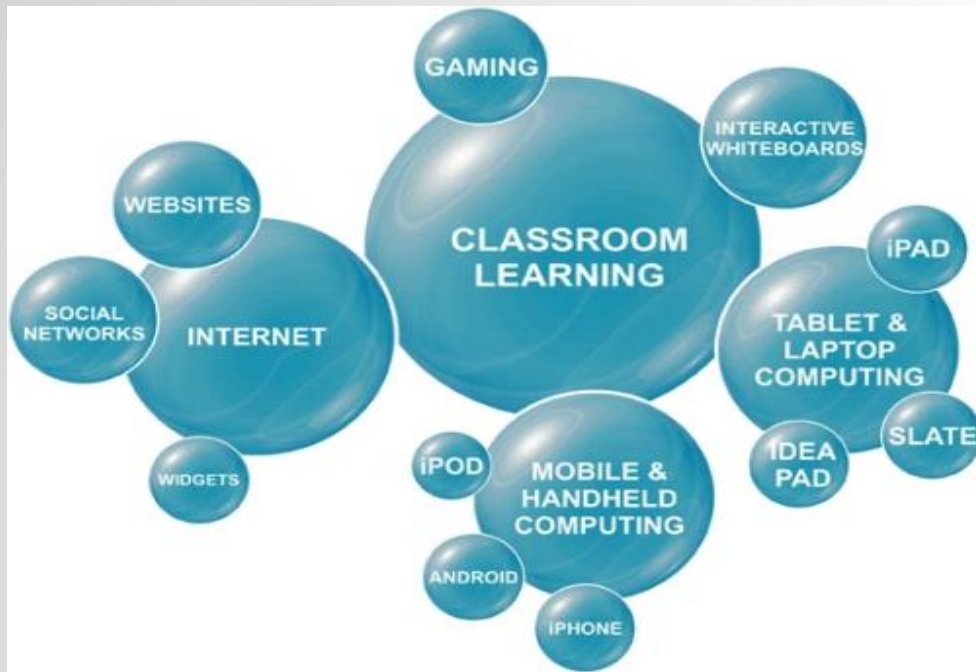 GAMING
INTERACTIVE
WHITEBOARDS
WEBSITES
CLASSROOM
LEARNING
iPAD
SOCIAL
NETWORKS
INTERNET
TABLET &
LAPTOP
COMPUTING
WIDGETS
iPOD
MOBILE &
HANDHELD
COMPUTING
IDEA
PAD
SLATE
ANDROID
iPHONE